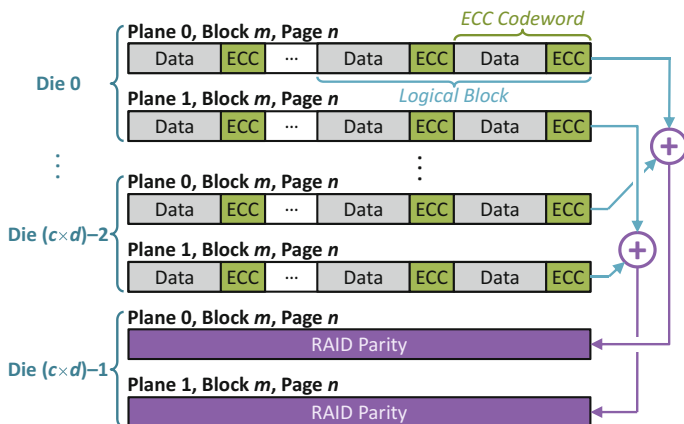 ECC Codeword
Plane 0, Block m, Page n
Data ECC ... Data ECC Data ECC
Die 0
Logical Block
Plane 1, Block m, Page n
Data ECC ... Data ECC Data ECC
⋮ ⋮
+
Plane 0, Block m, Page n
Data ECC ... Data ECC Data ECC
Die (c×d)–2
Plane 1, Block m, Page n
+
Data ECC ... Data ECC Data ECC
Plane 0, Block m, Page n
RAID Parity
Die (c×d)–1
Plane 1, Block m, Page n
RAID Parity